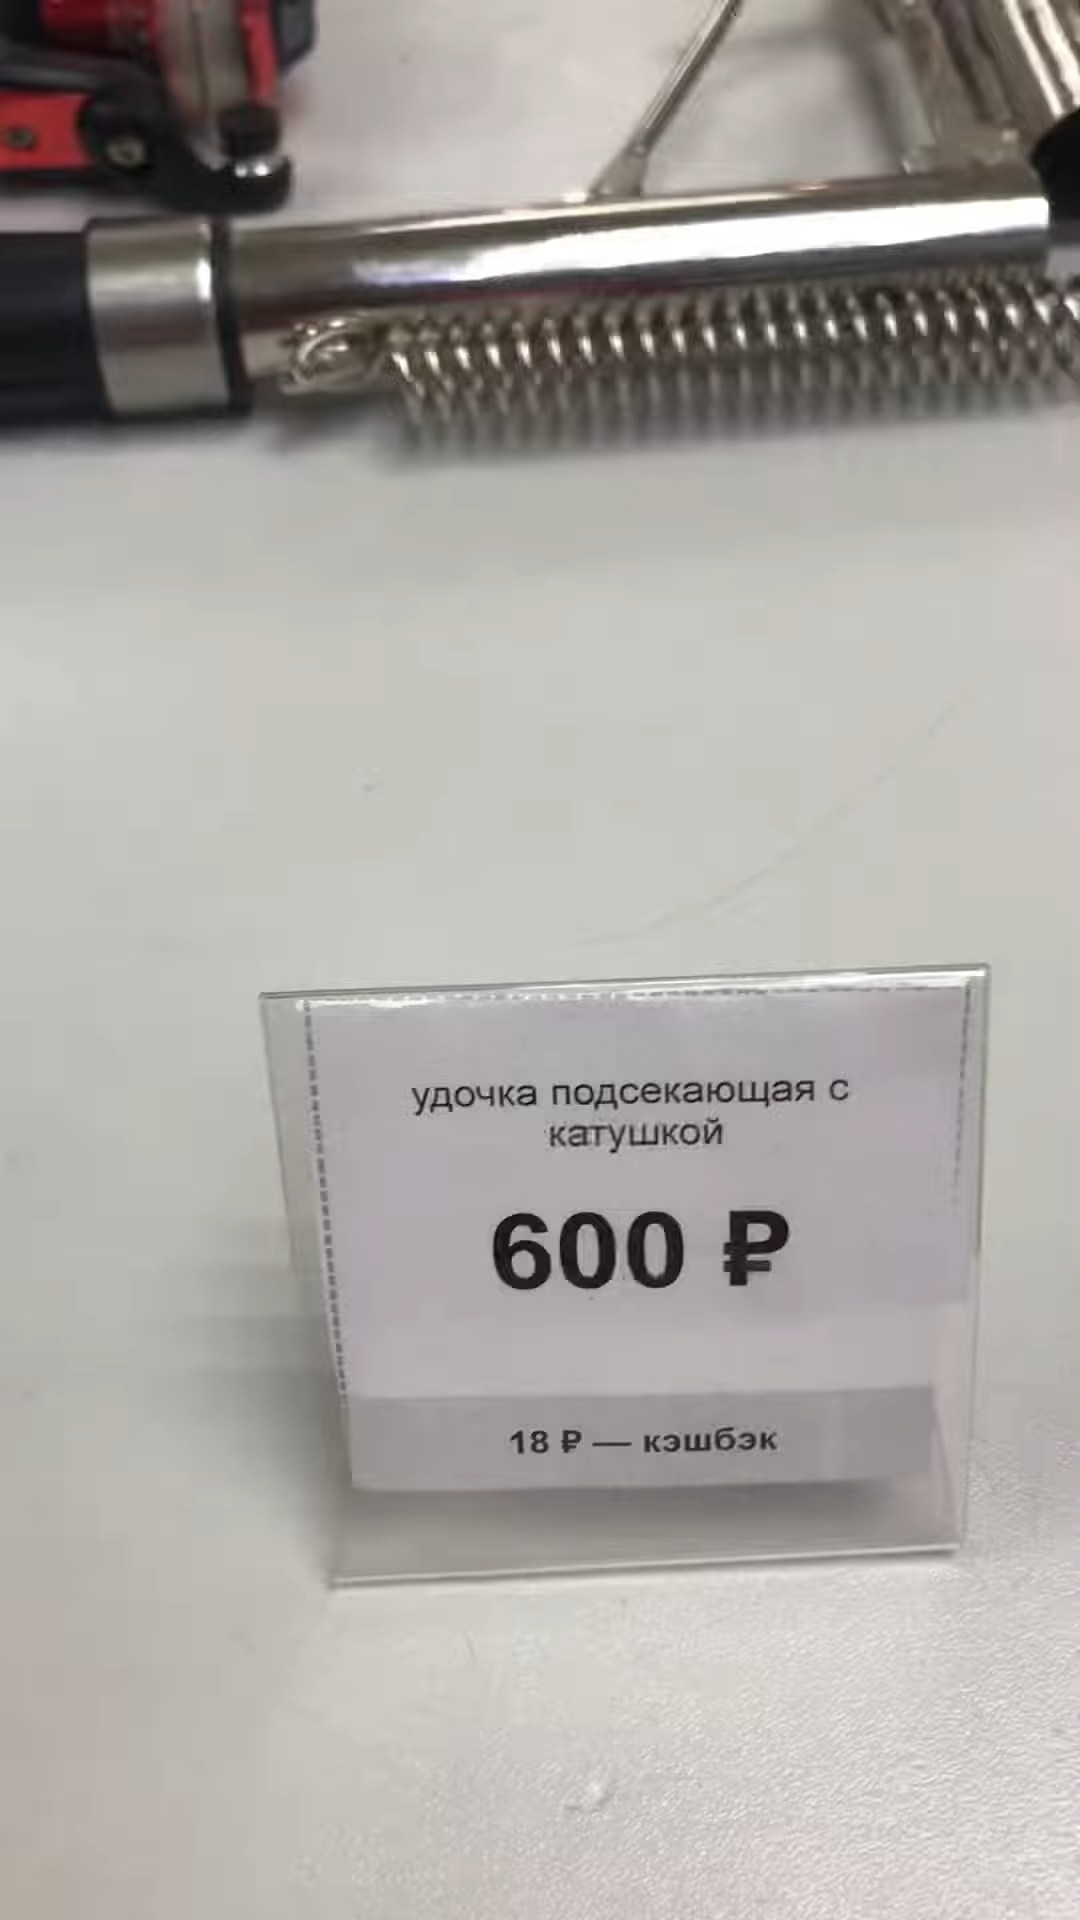 удочка подсекающая с
катушкой
600 ₽
18 ₽ — кэшбэк